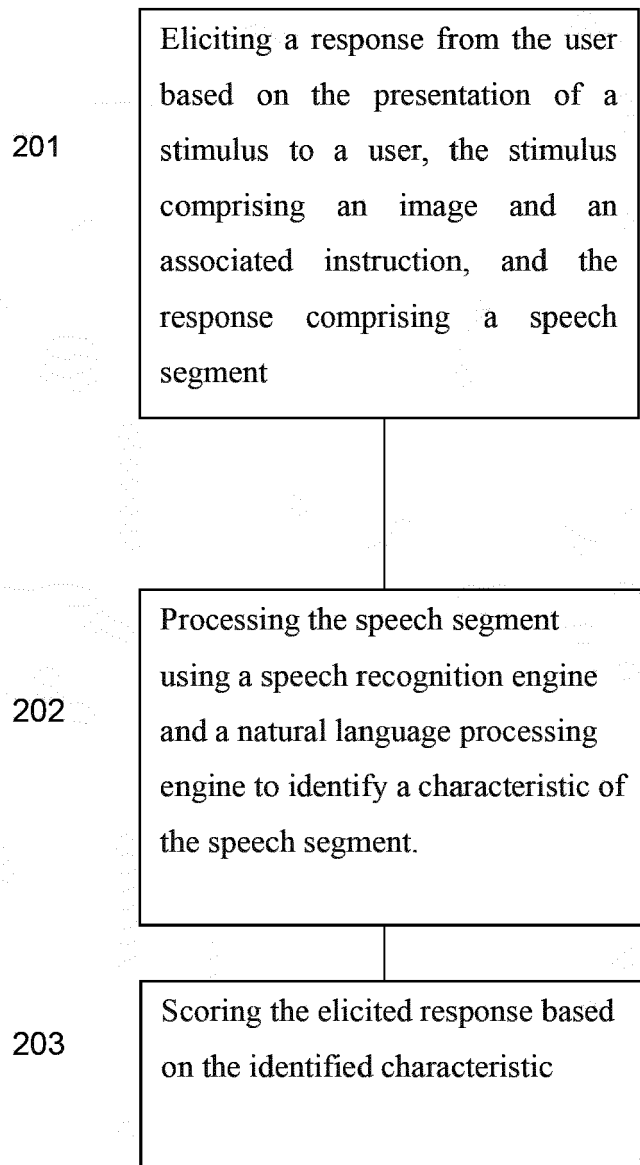 201
Eliciting a response from the user
based on the presentation of a
stimulus to a user, the stimulus
comprising an image and an
associated instruction, and the
response comprising a speech
segment
202
Processing the speech segment
using a speech recognition engine
and a natural language processing
engine to identify a characteristic of
the speech segment.
203
Scoring the elicited response based
on the identified characteristic